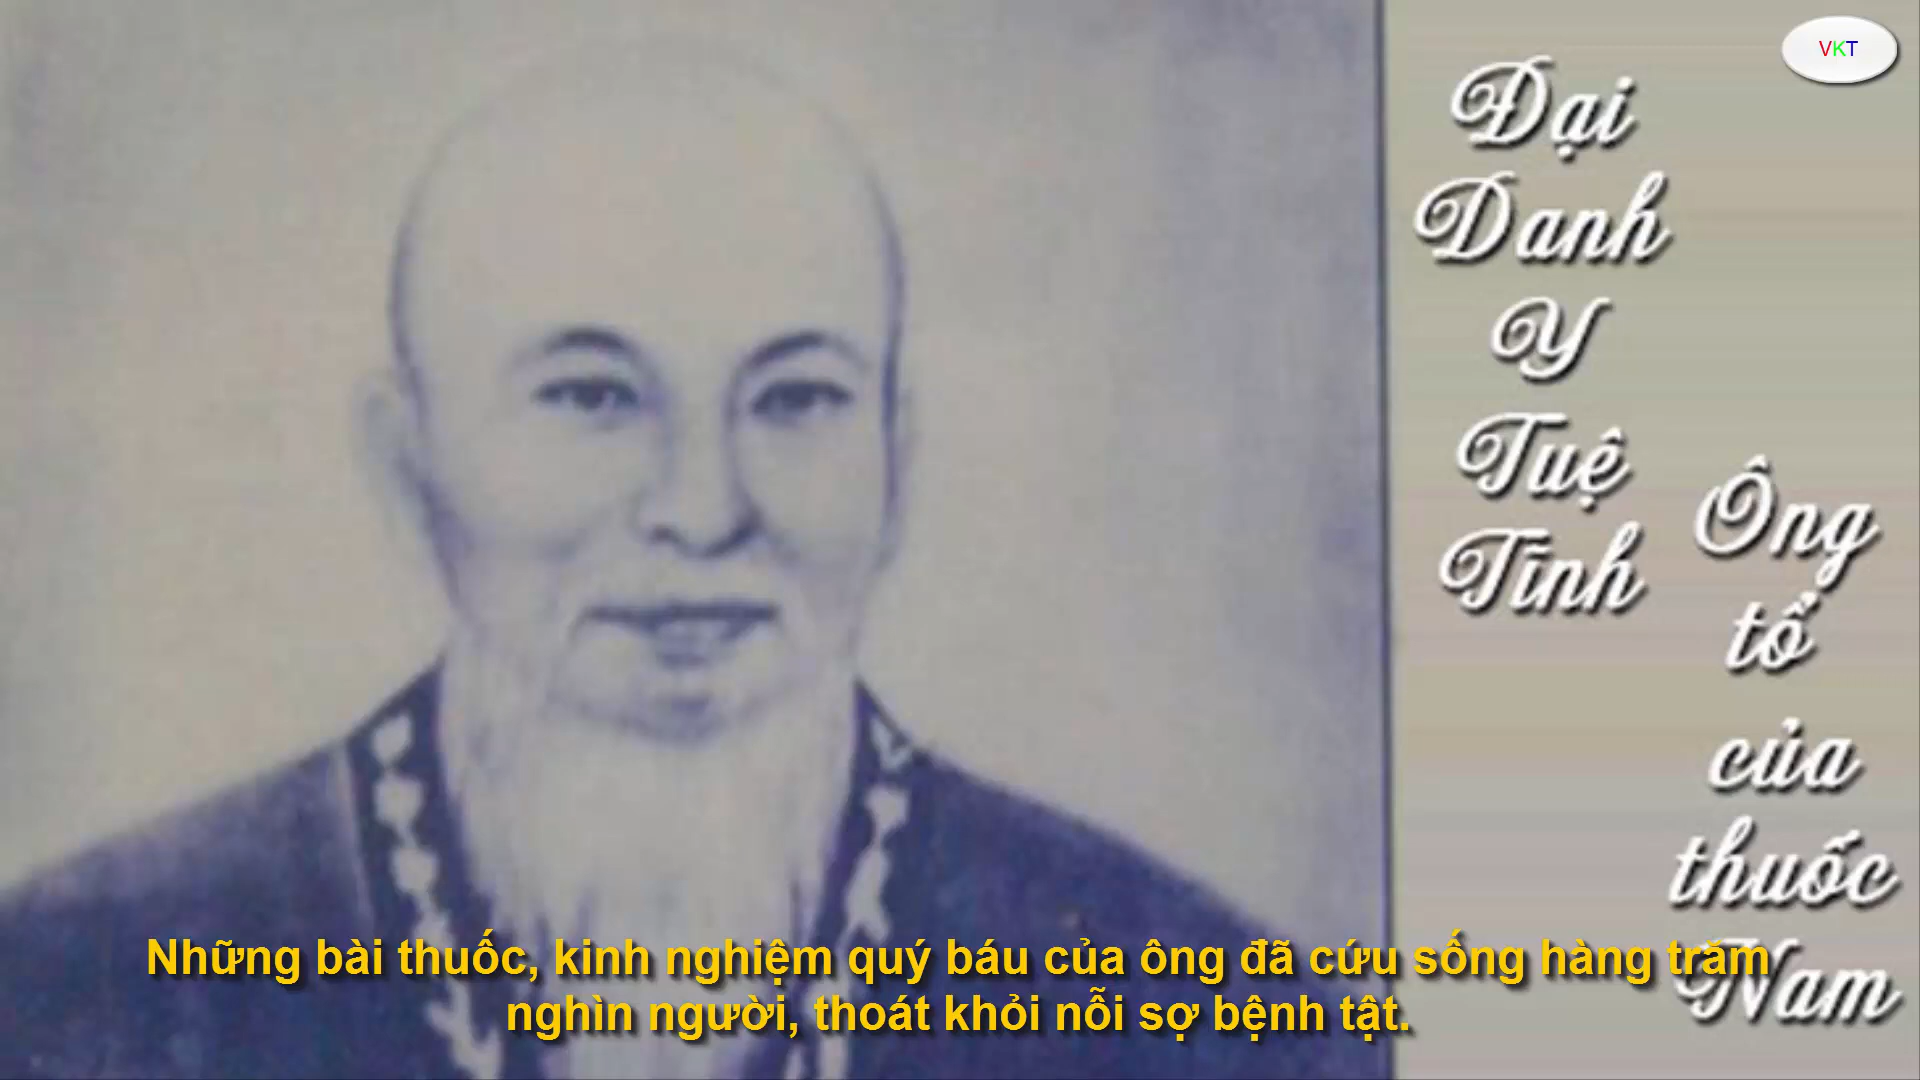 VKT
Đại
Danh
Y
Tuệ
Tĩnh
Ông
tổ
của
thuốc
Nam
Những bài thuốc, kinh nghiệm quý báu của ông đã cứu sống hàng trăm
nghìn người, thoát khỏi nỗi sợ bệnh tật.